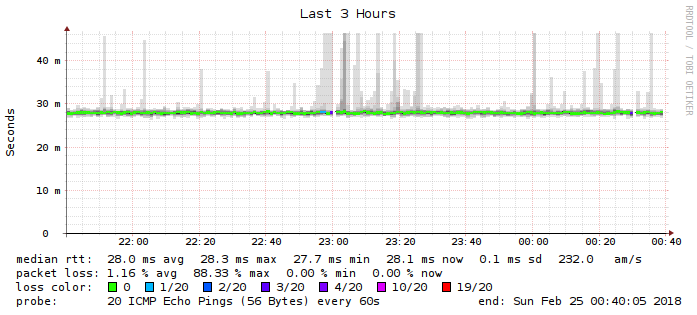 Last 3 Hours
RRDTOOL / TOBI OETIKER
Seconds
40 m
30 m
20 m
10 m
0
22:00 22:20 22:40 23:00 23:20 23:40 00:00 00:20 00:40
median rtt: 28.0 ms avg 28.3 ms max 27.7 ms min 28.1 ms now 0.1 ms sd 232.0 am/s
packet loss: 1.16 % avg 88.33 % max 0.00 % min 0.00 % now
loss color: 0 1/20 2/20 3/20 4/20 10/20 19/20
probe: 20 ICMP Echo Pings (56 Bytes) every 60s end: Sun Feb 25 00:40:05 2018